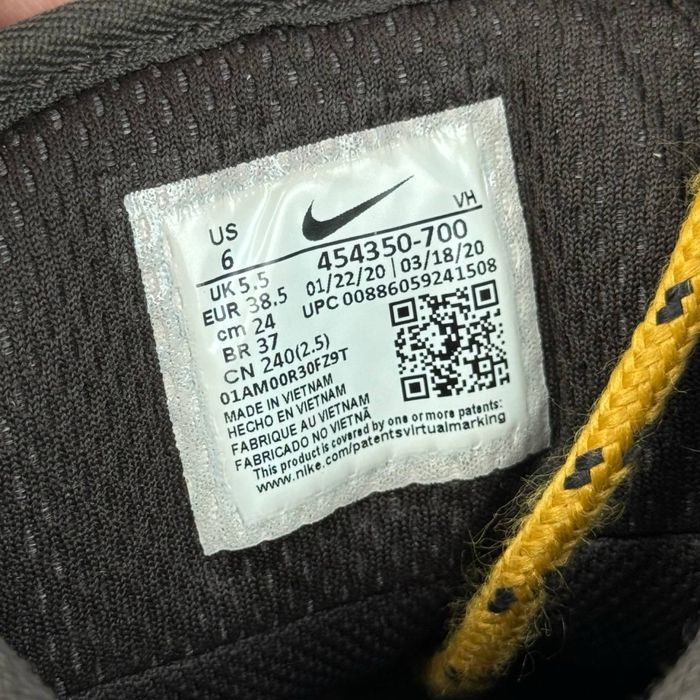 US
6
VH
UK 5.5
454350-700
EUR 38.5
01/22/20 | 03/18/20
cm 24
UPC 00886059241508
BR 37
CN 240(2.5)
01AM00R30FZ9T
MADE IN VIETNAM
HECHO EN VIETNAM
FABRIQUE AU VIETNAM
FABRICADO NO VIETNÃ
This product is covered by one or more patents:
www.nike.com/patentsvirtualmarking